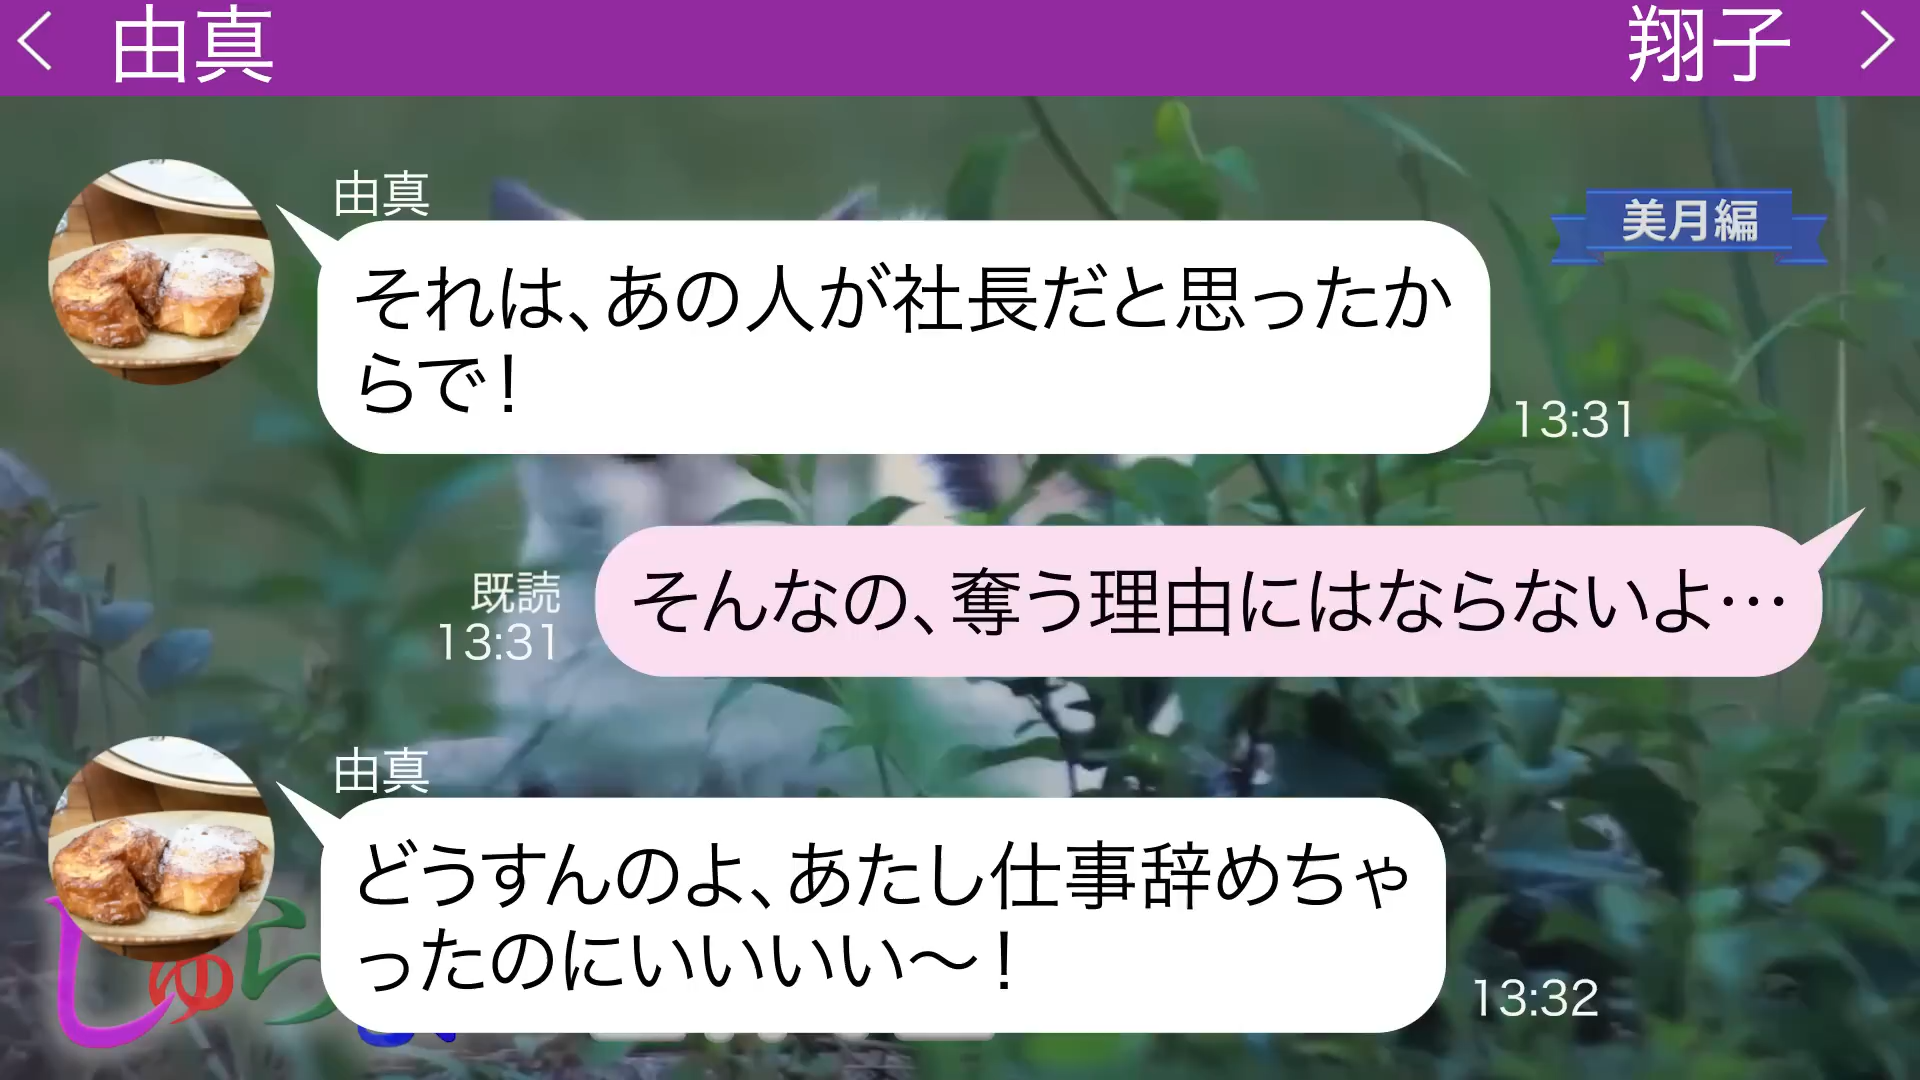 由真
翔子
由真
美月編
それは、あの人が社長だと思ったか
らで！
13:31
既読
13:31
そんなの、奪う理由にはならないよ…
由真
どうすんのよ、あたし仕事辞めちゃ
ったのにいいいい～！
13:32
しゅら